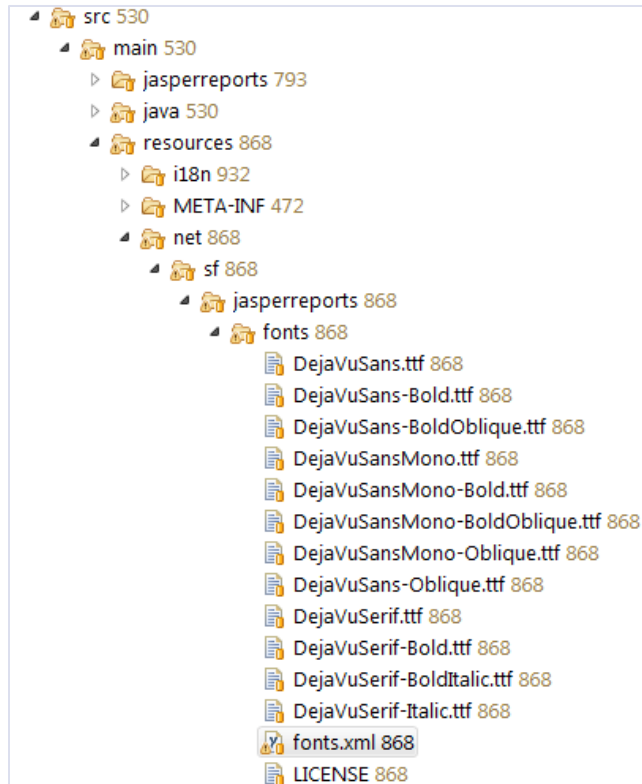 src 530
main 530
jasperreports 793
java 530
resources 868
i18n 932
META-INF 472
net 868
sf 868
jasperreports 868
fonts 868
DejaVuSans.ttf 868
DejaVuSans-Bold.ttf 868
DejaVuSans-BoldOblique.ttf 868
DejaVuSansMono.ttf 868
DejaVuSansMono-Bold.ttf 868
DejaVuSansMono-BoldOblique.ttf 868
DejaVuSansMono-Oblique.ttf 868
DejaVuSans-Oblique.ttf 868
DejaVuSerif.ttf 868
DejaVuSerif-Bold.ttf 868
DejaVuSerif-BoldItalic.ttf 868
DejaVuSerif-Italic.ttf 868
fonts.xml 868
LICENSE 868